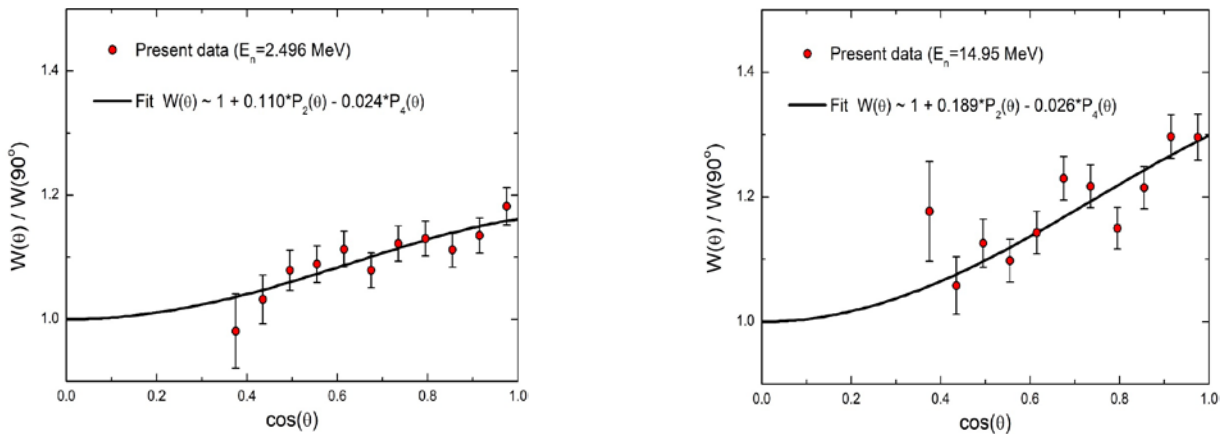 Present data (Eₙ=2.496 MeV)
Fit W(θ) ~ 1 + 0.110*P₂(θ) - 0.024*P₄(θ)
W(θ) / W(90°)
1.4
1.2
1.0
0.0 0.2 0.4 0.6 0.8 1.0
cos(θ)
Present data (Eₙ=14.95 MeV)
Fit W(θ) ~ 1 + 0.189*P₂(θ) - 0.026*P₄(θ)
W(θ) / W(90°)
1.4
1.2
1.0
0.0 0.2 0.4 0.6 0.8 1.0
cos(θ)